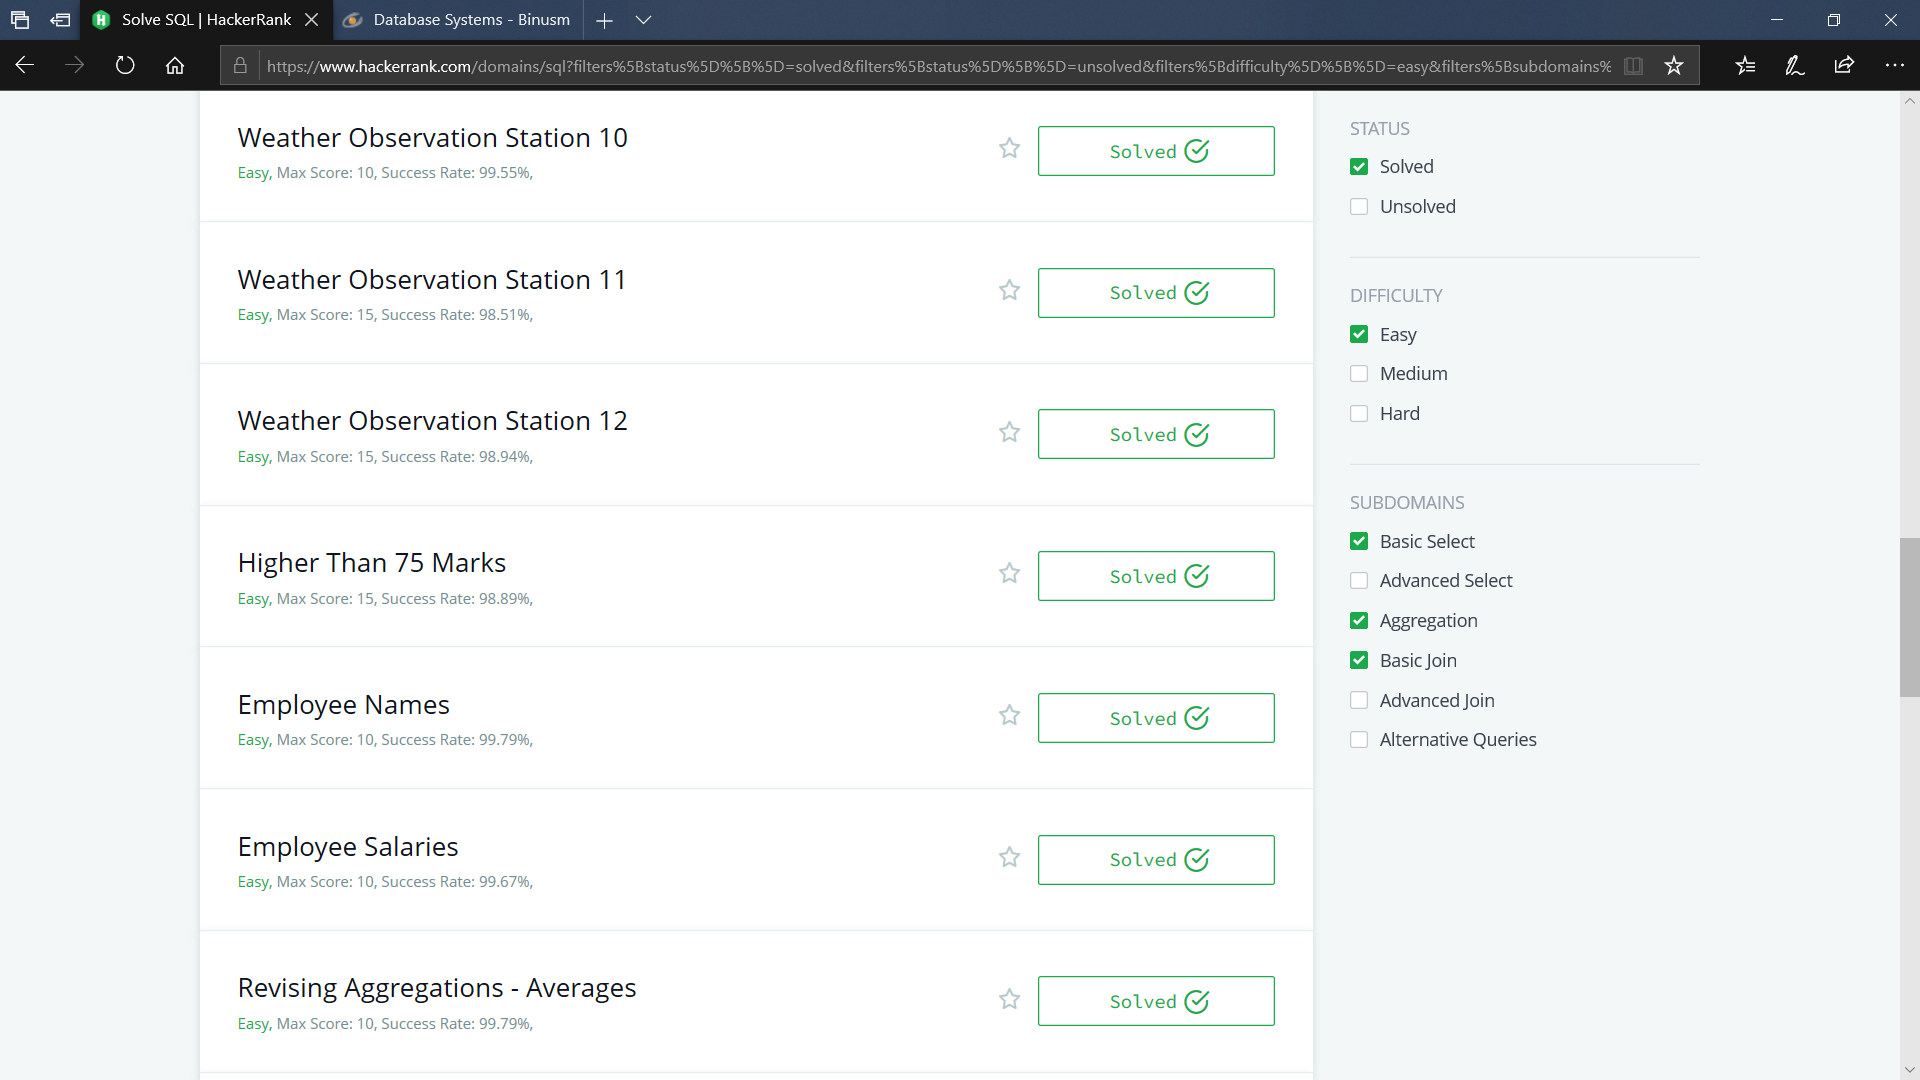 Solve SQL | HackerRank
Database Systems - Binusm
https://www.hackerrank.com/domains/sql?filters%5Bstatus%5D%5B%5D=solved&filters%5Bstatus%5D%5B%5D=unsolved&filters%5Bdifficulty%5D%5B%5D=easy&filters%5Bsubdomains%
Weather Observation Station 10
Easy, Max Score: 10, Success Rate: 99.55%,
Solved
Weather Observation Station 11
Easy, Max Score: 15, Success Rate: 98.51%,
Solved
Weather Observation Station 12
Easy, Max Score: 15, Success Rate: 98.94%,
Solved
Higher Than 75 Marks
Easy, Max Score: 15, Success Rate: 98.89%,
Solved
Employee Names
Easy, Max Score: 10, Success Rate: 99.79%,
Solved
Employee Salaries
Easy, Max Score: 10, Success Rate: 99.67%,
Solved
Revising Aggregations - Averages
Easy, Max Score: 10, Success Rate: 99.79%,
Solved
STATUS
Solved
Unsolved
DIFFICULTY
Easy
Medium
Hard
SUBDOMAINS
Basic Select
Advanced Select
Aggregation
Basic Join
Advanced Join
Alternative Queries